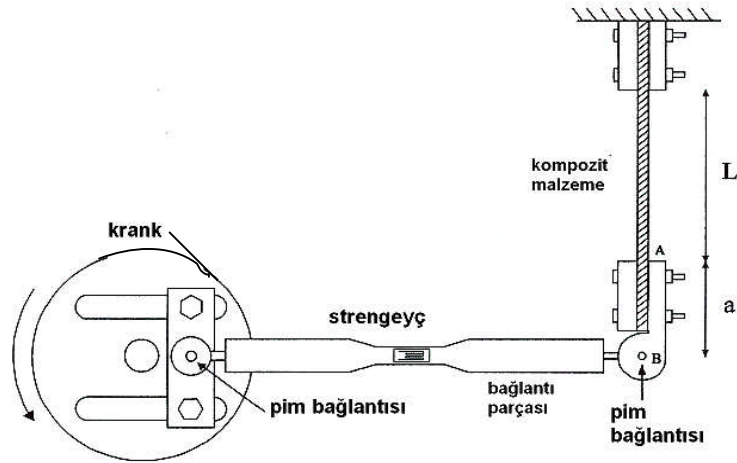 kompozit
malzeme
L
krank
A
a
strengeyç
B
pim bağlantısı
bağlantı
parçası
pim
bağlantısı